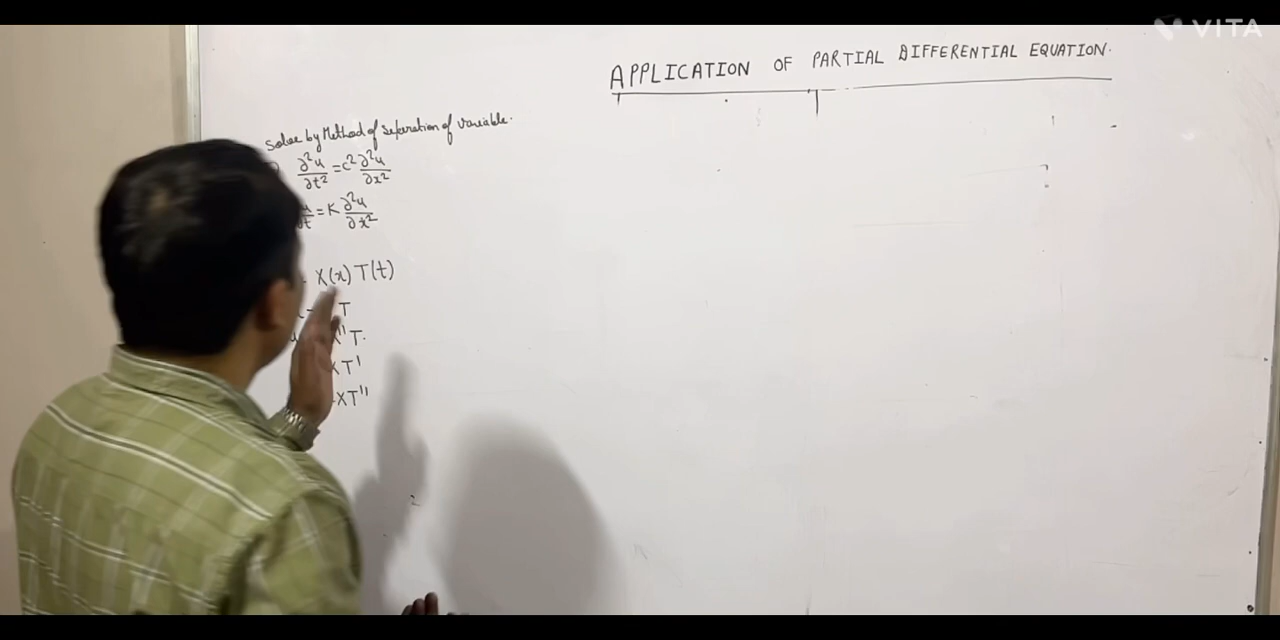 VITA
APPLICATION OF PARTIAL DIFFERENTIAL EQUATION.
Solve by Method of Seperation of Variable.
∂²u/∂t² = c² ∂²u/∂x²
= K ∂²u/∂x²
X(x) T(t)
T
X''T.
XT'
XT''